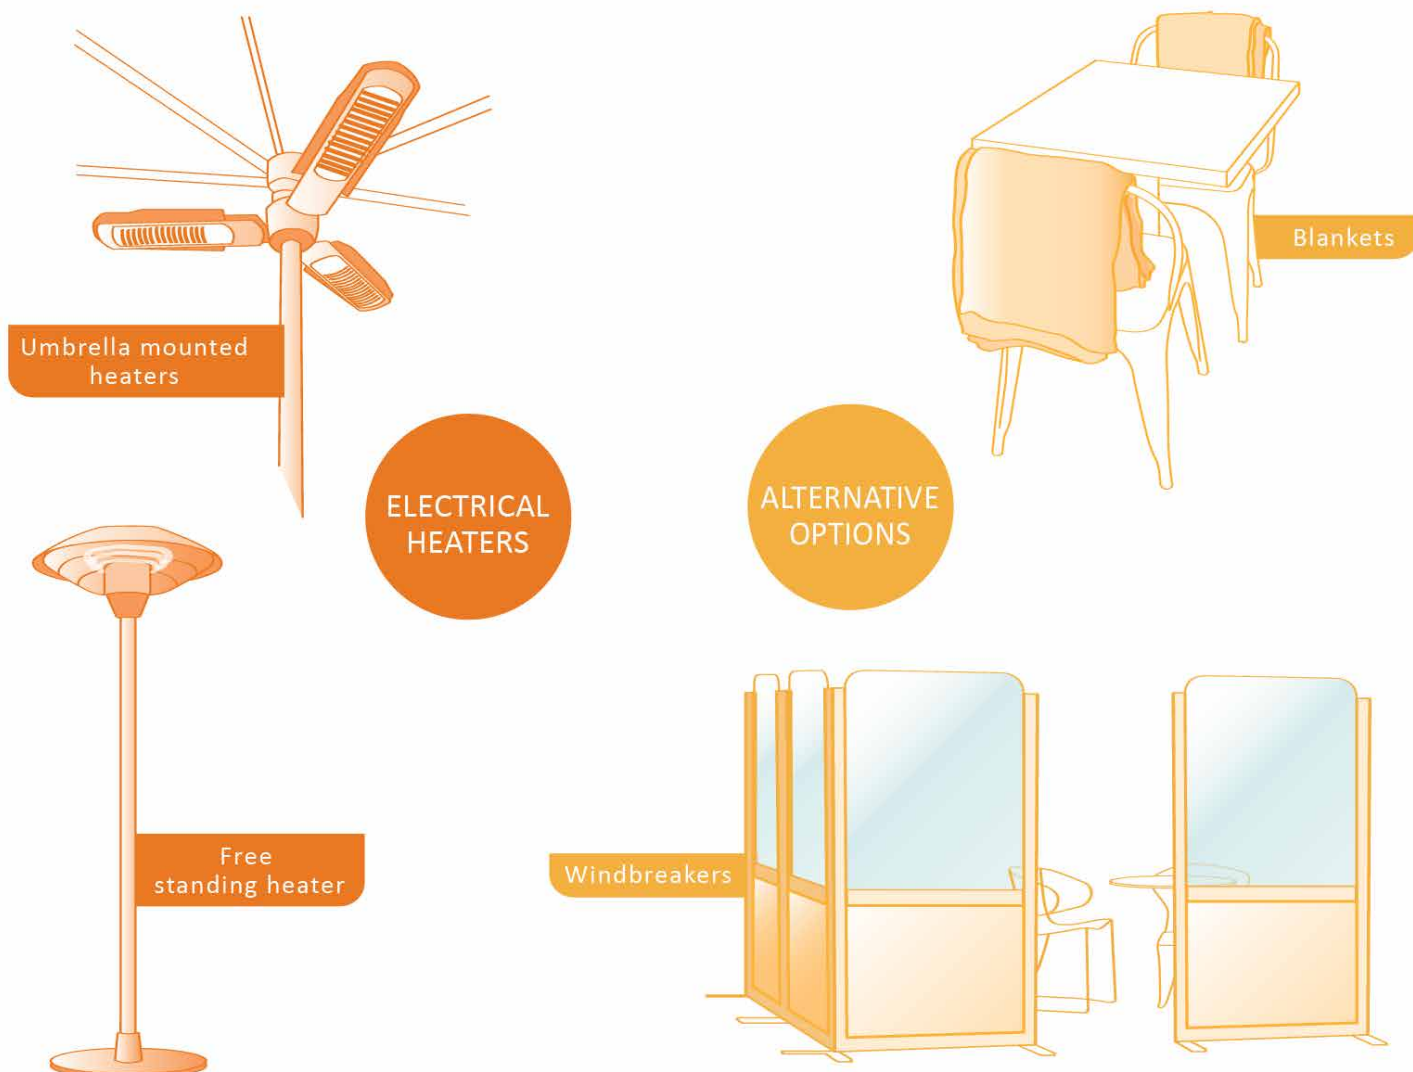 Blankets
Umbrella mounted
heaters
ELECTRICAL
HEATERS
ALTERNATIVE
OPTIONS
Free
standing heater
Windbreakers